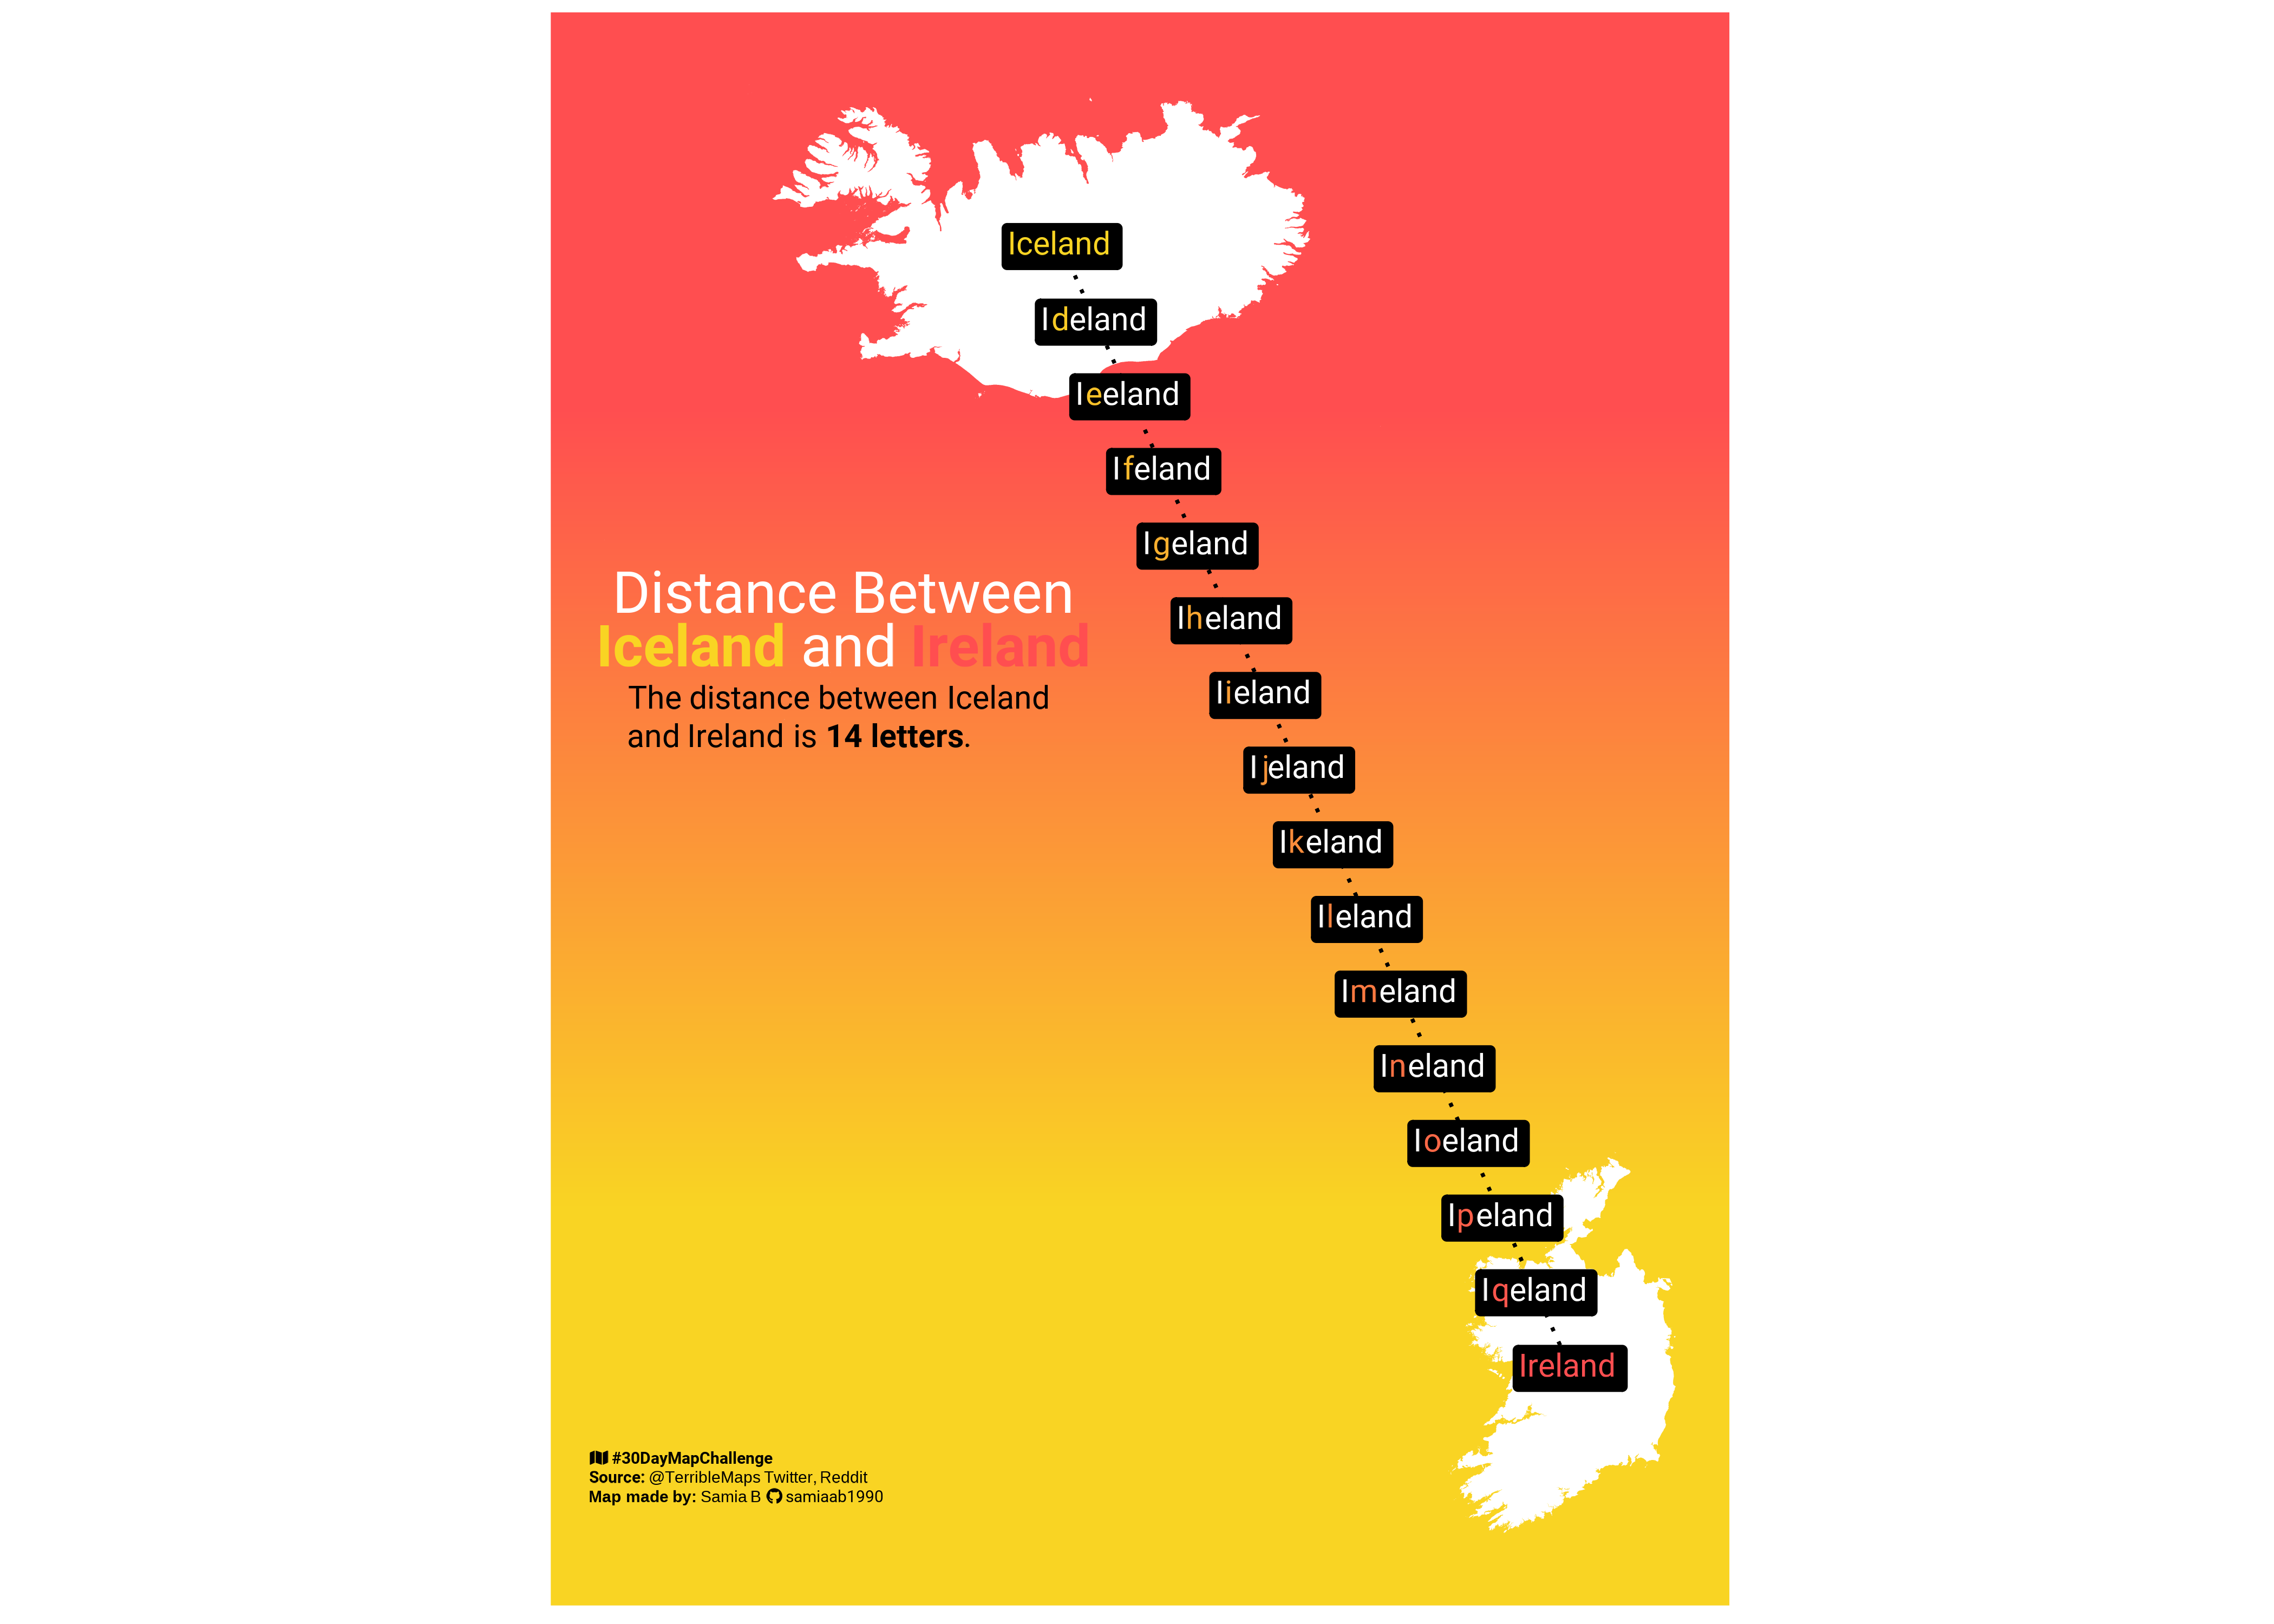 Iceland
Ideland
Ieeland
Ifeland
Igeland
Iheland
Iieland
Ijeland
Ikeland
Ileland
Imeland
Ineland
Ioeland
Ipeland
Iqeland
Ireland
Distance Between
Iceland and Ireland
The distance between Iceland
and Ireland is 14 letters.
#30DayMapChallenge
Source: @TerribleMaps Twitter, Reddit
Map made by: Samia B samiaab1990